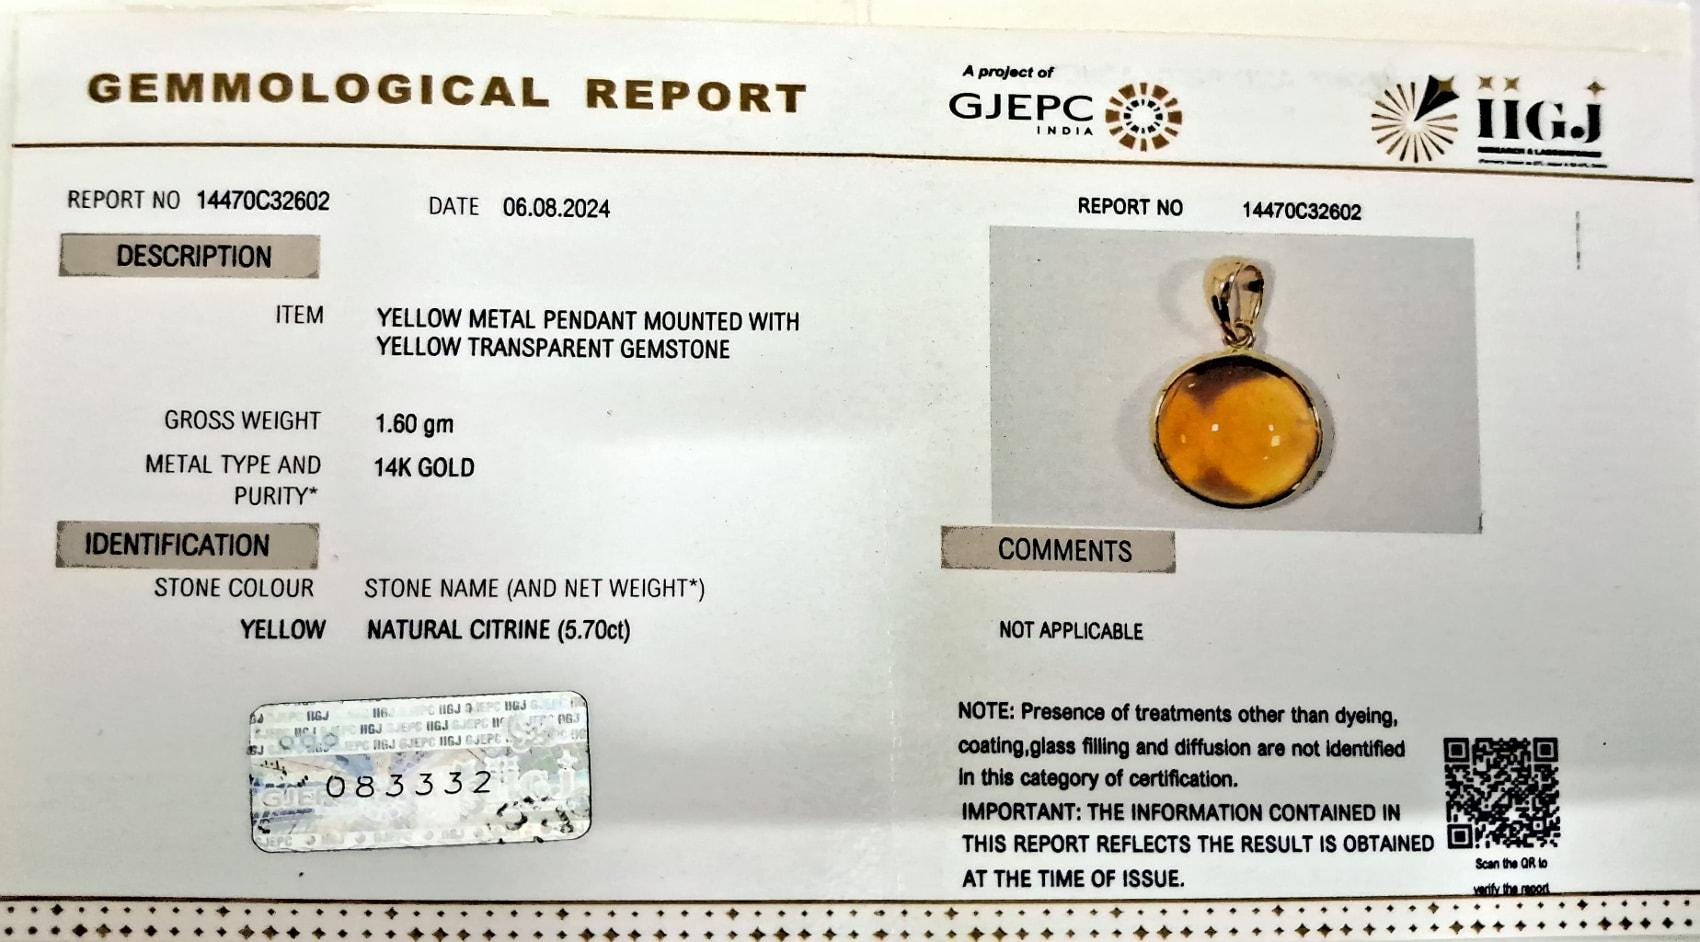 GEMMOLOGICAL REPORT
A project of
GJEPC
INDIA
IIGJ
RESEARCH & LABORATORIES
REPORT NO 14470C32602
DATE 06.08.2024
DESCRIPTION
ITEM YELLOW METAL PENDANT MOUNTED WITH
YELLOW TRANSPARENT GEMSTONE
GROSS WEIGHT 1.60 gm
METAL TYPE AND 14K GOLD
PURITY*
IDENTIFICATION
STONE COLOUR STONE NAME (AND NET WEIGHT*)
YELLOW NATURAL CITRINE (5.70ct)
083332
REPORT NO 14470C32602
COMMENTS
NOT APPLICABLE
NOTE: Presence of treatments other than dyeing,
coating,glass filling and diffusion are not identified
in this category of certification.
IMPORTANT: THE INFORMATION CONTAINED IN
THIS REPORT REFLECTS THE RESULT IS OBTAINED
AT THE TIME OF ISSUE.
Scan the QR to
verify the report